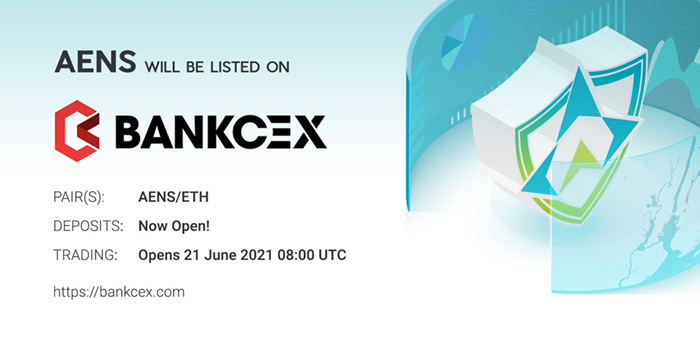 AENS WILL BE LISTED ON
BANKCEX
PAIR(S): AENS/ETH
DEPOSITS: Now Open!
TRADING: Opens 21 June 2021 08:00 UTC
https://bankcex.com